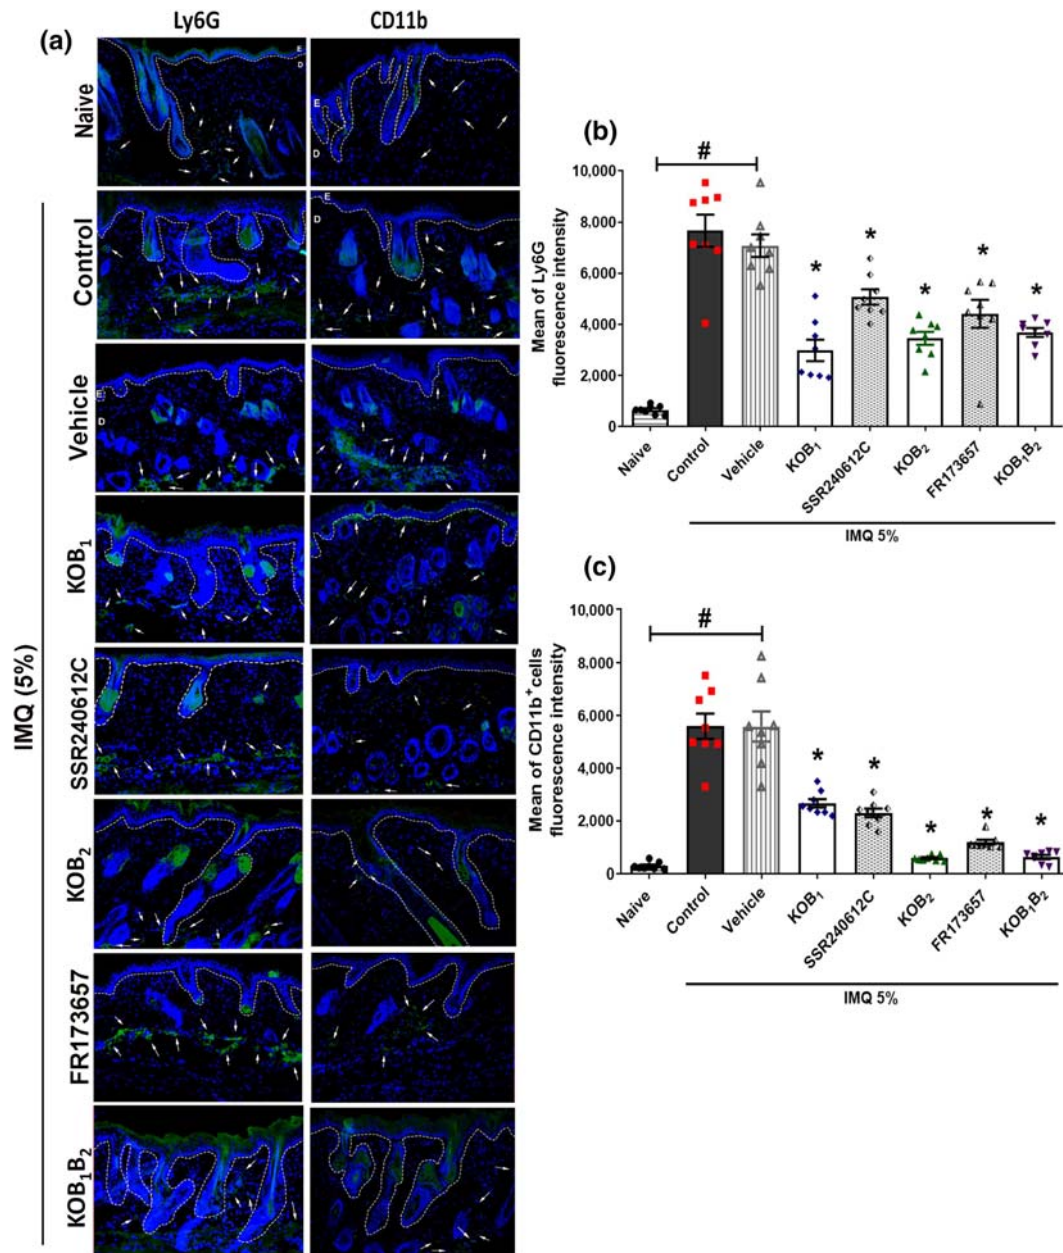 Ly6G CD11b
(a)
Naive
E
D
E
D
IMQ (5%)
Control
E
D
Vehicle
E
D
KOB₁
SSR240612C
KOB₂
FR173657
KOB₁B₂
(b)
Mean of Ly6G
fluorescence intensity
10,000
8,000
6,000
4,000
2,000
0
#
* * * * *
Naive Control Vehicle KOB₁ SSR240612C KOB₂ FR173657 KOB₁B₂
IMQ 5%
(c)
Mean of CD11b⁺cells
fluorescence intensity
10,000
8,000
6,000
4,000
2,000
0
#
* * * * *
Naive Control Vehicle KOB₁ SSR240612C KOB₂ FR173657 KOB₁B₂
IMQ 5%